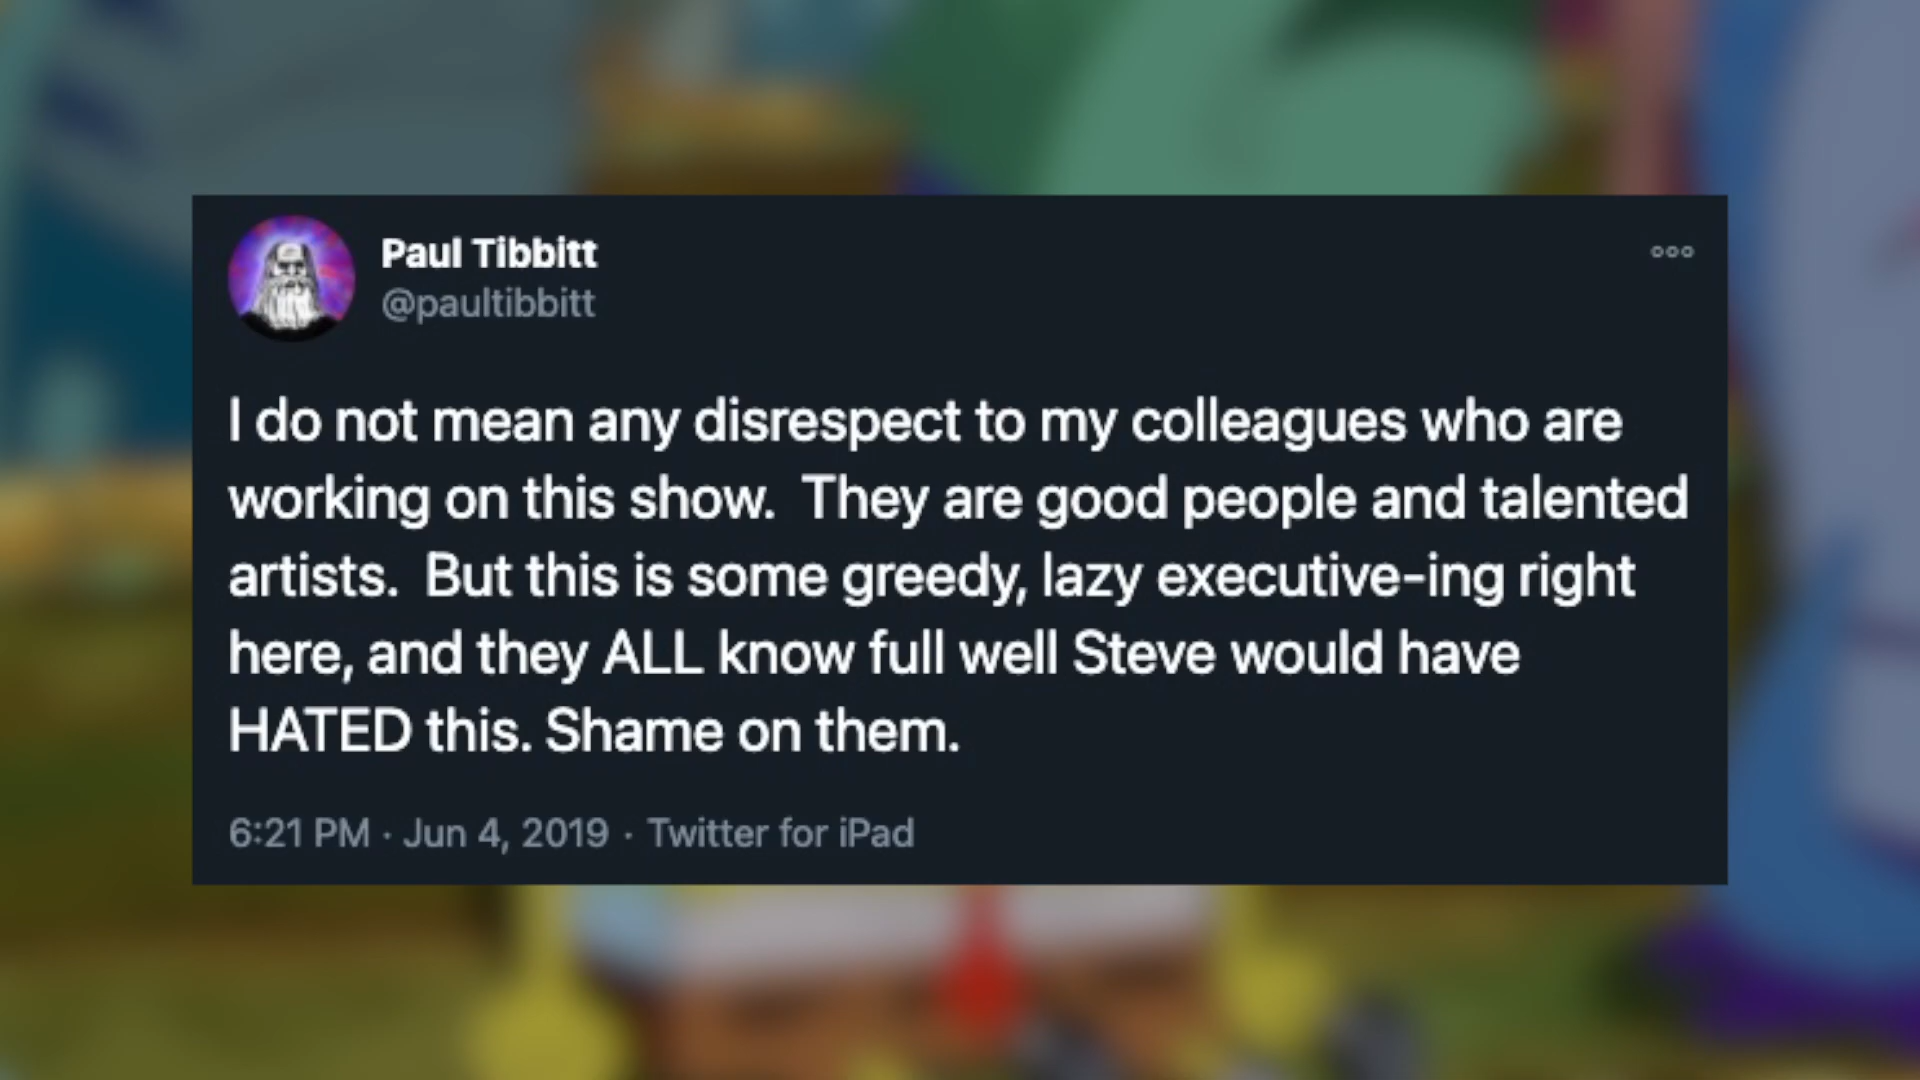 Paul Tibbitt
@paultibbitt
I do not mean any disrespect to my colleagues who are
working on this show.  They are good people and talented
artists.  But this is some greedy, lazy executive-ing right
here, and they ALL know full well Steve would have
HATED this. Shame on them.
6:21 PM · Jun 4, 2019 · Twitter for iPad